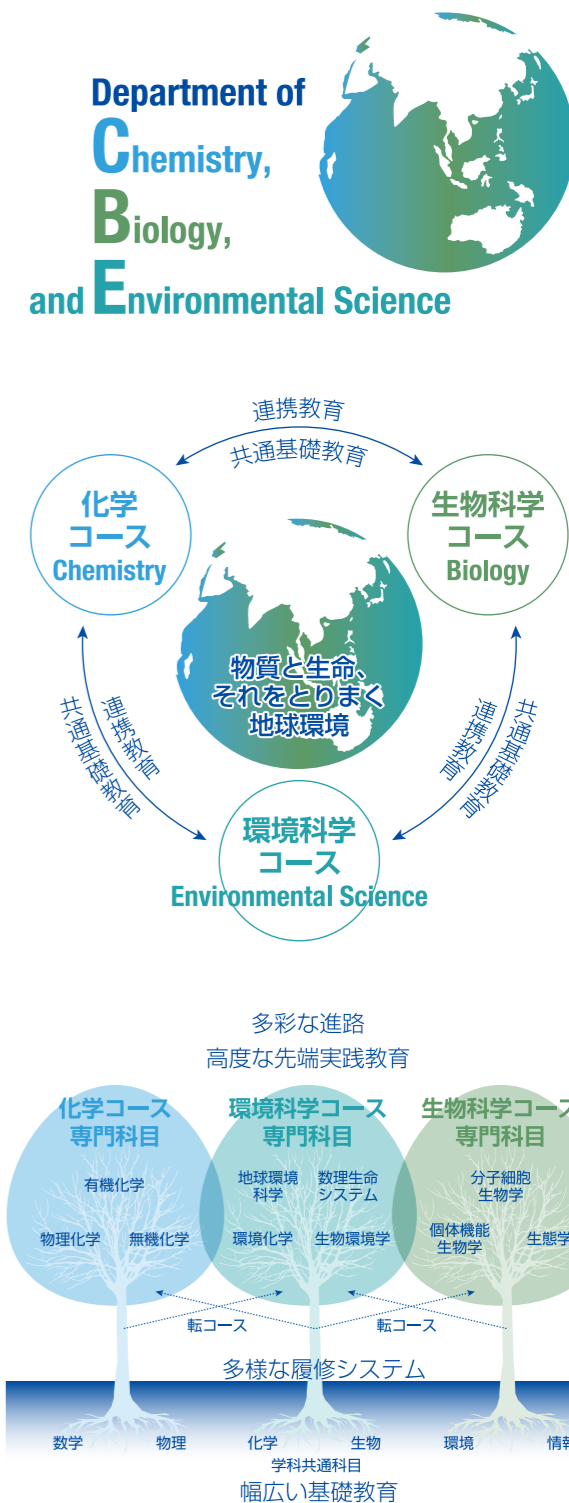 Department of
Chemistry,
Biology,
and Environmental Science
連携教育
共通基礎教育
化学
コース
Chemistry
生物科学
コース
Biology
物質と生命、
それをとりまく
地球環境
共通基礎教育
連携教育
連携教育
共通基礎教育
環境科学
コース
Environmental Science
多彩な進路
高度な先端実践教育
化学コース
専門科目
環境科学コース
専門科目
生物科学コース
専門科目
有機化学
物理化学
無機化学
地球環境
科学
数理生命
システム
環境化学
生物環境学
分子細胞
生物学
個体機能
生物学
生態学
転コース
転コース
多様な履修システム
数学
物理
化学
生物
環境
情報
学科共通科目
幅広い基礎教育